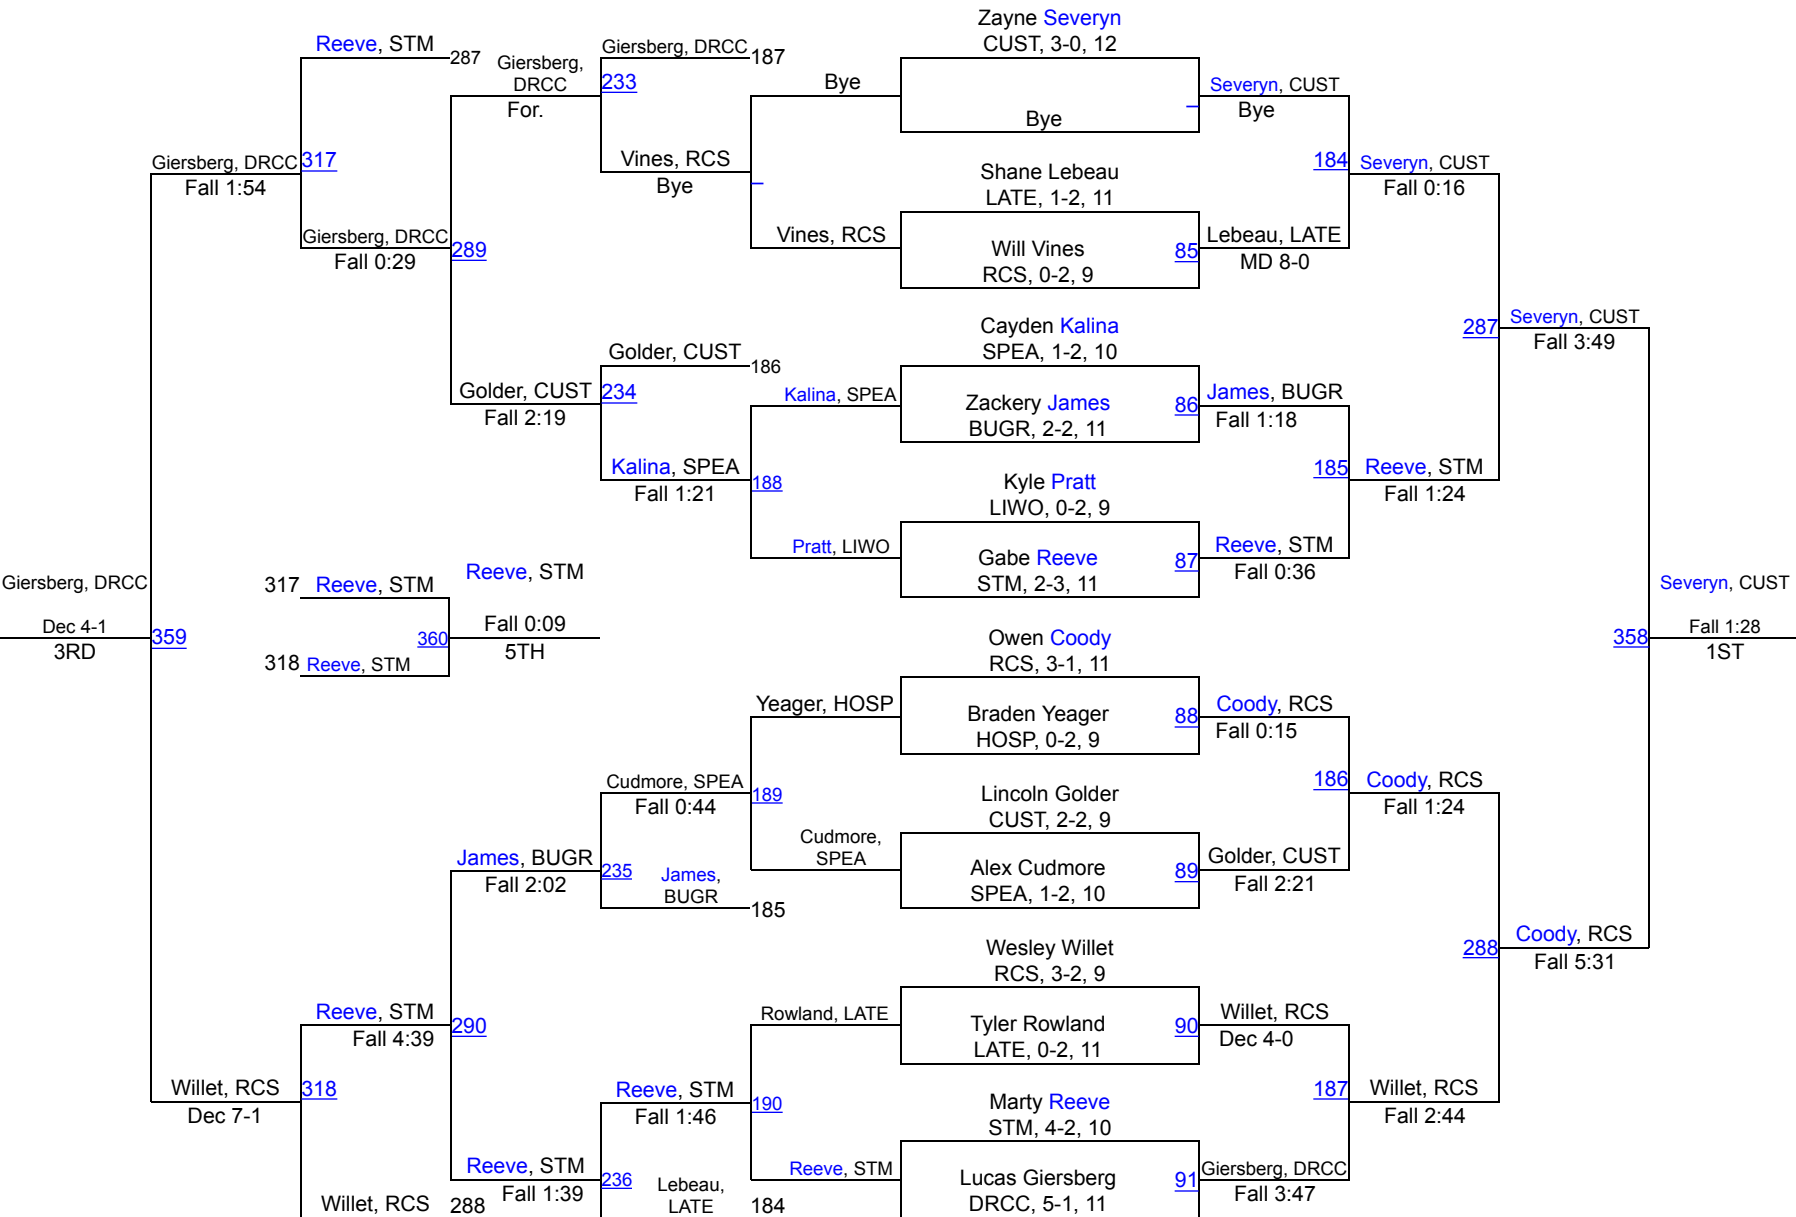 Zayne Severyn
CUST, 3-0, 12
Reeve, STM
287
Giersberg,
DRCC
For.
Giersberg, DRCC
187
233
Bye
Severyn, CUST
Bye
Bye
Giersberg, DRCC
317
Fall 1:54
Vines, RCS
Bye
Shane Lebeau
LATE, 1-2, 11
184
Severyn, CUST
Fall 0:16
Giersberg, DRCC
Fall 0:29
289
Vines, RCS
Will Vines
RCS, 0-2, 9
85
Lebeau, LATE
MD 8-0
Cayden Kalina
SPEA, 1-2, 10
287
Severyn, CUST
Fall 3:49
Golder, CUST
186
Golder, CUST
Fall 2:19
234
Kalina, SPEA
Zackery James
BUGR, 2-2, 11
86
James, BUGR
Fall 1:18
Kalina, SPEA
Fall 1:21
188
Kyle Pratt
LIWO, 0-2, 9
185
Reeve, STM
Fall 1:24
Pratt, LIWO
Gabe Reeve
STM, 2-3, 11
87
Reeve, STM
Fall 0:36
Giersberg, DRCC
Dec 4-1
3RD
359
317
Reeve, STM
Reeve, STM
360
Fall 0:09
5TH
318
Reeve, STM
Severyn, CUST
358
Fall 1:28
1ST
Owen Coody
RCS, 3-1, 11
Yeager, HOSP
Braden Yeager
HOSP, 0-2, 9
88
Coody, RCS
Fall 0:15
Cudmore, SPEA
Fall 0:44
189
Lincoln Golder
CUST, 2-2, 9
186
Coody, RCS
Fall 1:24
James, BUGR
Fall 2:02
235
James,
BUGR
185
Cudmore,
SPEA
Alex Cudmore
SPEA, 1-2, 10
89
Golder, CUST
Fall 2:21
Wesley Willet
RCS, 3-2, 9
288
Coody, RCS
Fall 5:31
Reeve, STM
Fall 4:39
290
Rowland, LATE
Tyler Rowland
LATE, 0-2, 11
90
Willet, RCS
Dec 4-0
Willet, RCS
Dec 7-1
318
Reeve, STM
Fall 1:46
190
Marty Reeve
STM, 4-2, 10
187
Willet, RCS
Fall 2:44
Reeve, STM
Fall 1:39
236
Reeve, STM
Lucas Giersberg
DRCC, 5-1, 11
91
Giersberg, DRCC
Fall 3:47
Willet, RCS
288
Lebeau,
LATE
184